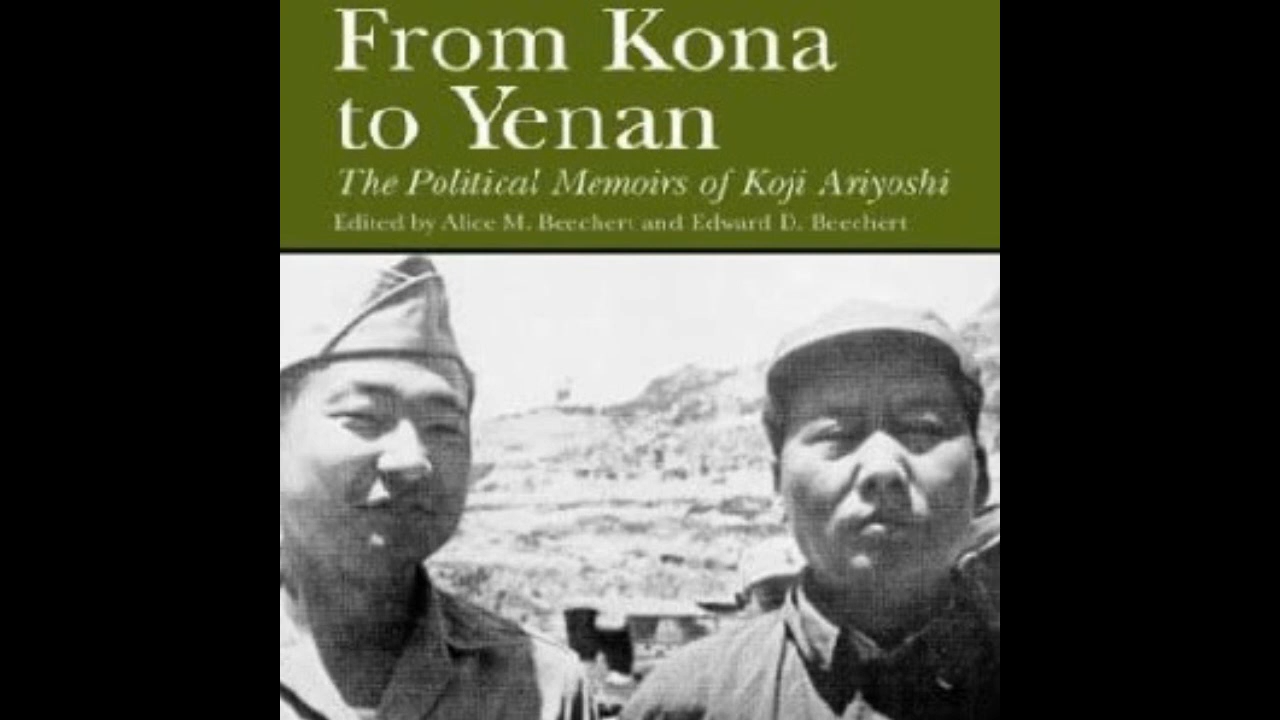 From Kona
to Yenan
The Political Memoirs of Koji Ariyoshi
Edited by Alice M. Beechert and Edward D. Beechert